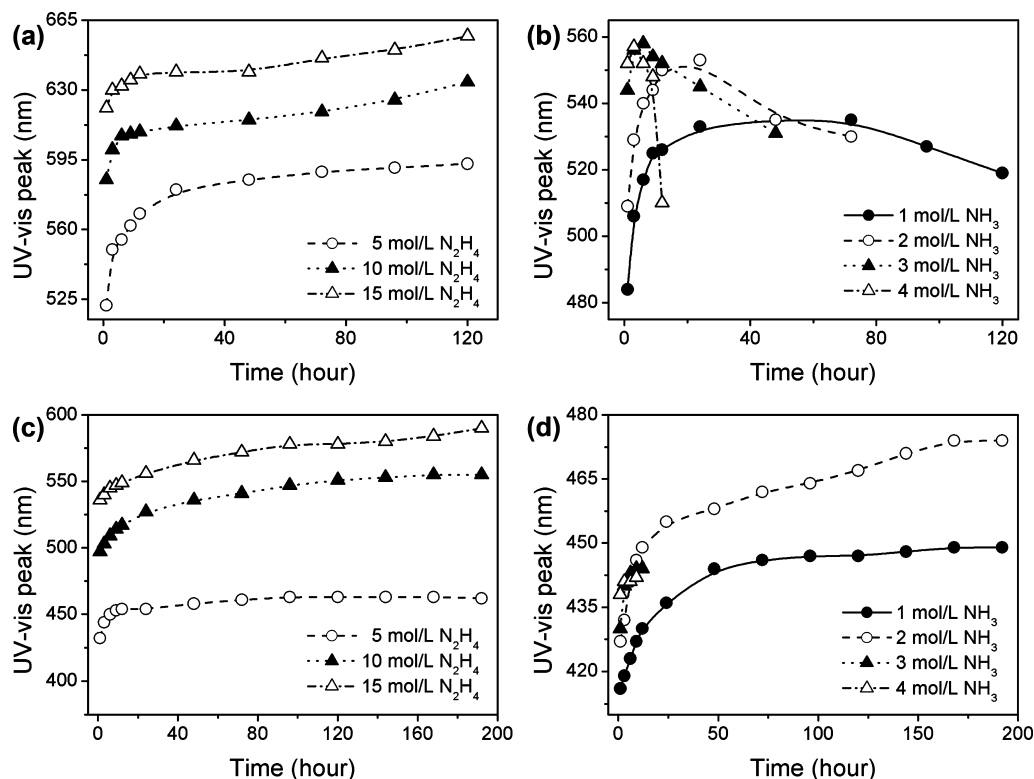 (a)
UV-vis peak (nm)
665
630
595
560
525
0
40
80
120
Time (hour)
5 mol/L N₂H₄
10 mol/L N₂H₄
15 mol/L N₂H₄
(b)
UV-vis peak (nm)
560
540
520
500
480
0
40
80
120
Time (hour)
1 mol/L NH₃
2 mol/L NH₃
3 mol/L NH₃
4 mol/L NH₃
(c)
UV-vis peak (nm)
600
550
500
450
400
0
40
80
120
160
200
Time (hour)
5 mol/L N₂H₄
10 mol/L N₂H₄
15 mol/L N₂H₄
(d)
UV-vis peak (nm)
480
465
450
435
420
0
50
100
150
200
Time (hour)
1 mol/L NH₃
2 mol/L NH₃
3 mol/L NH₃
4 mol/L NH₃